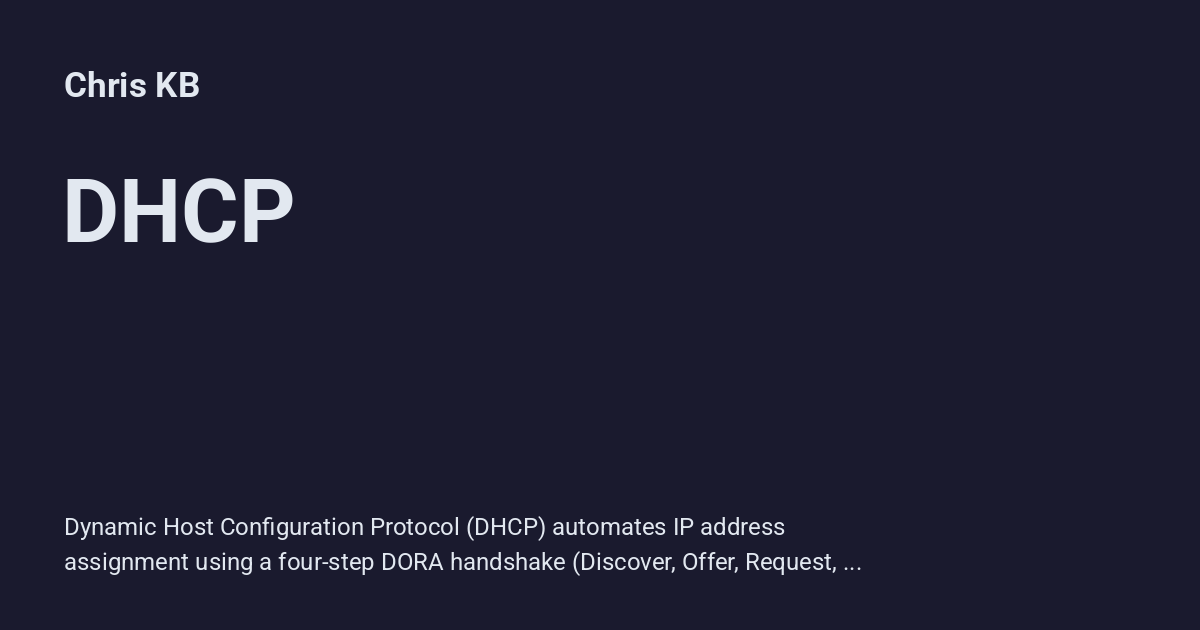 Chris KB
DHCP
Dynamic Host Configuration Protocol (DHCP) automates IP address
assignment using a four-step DORA handshake (Discover, Offer, Request, ...